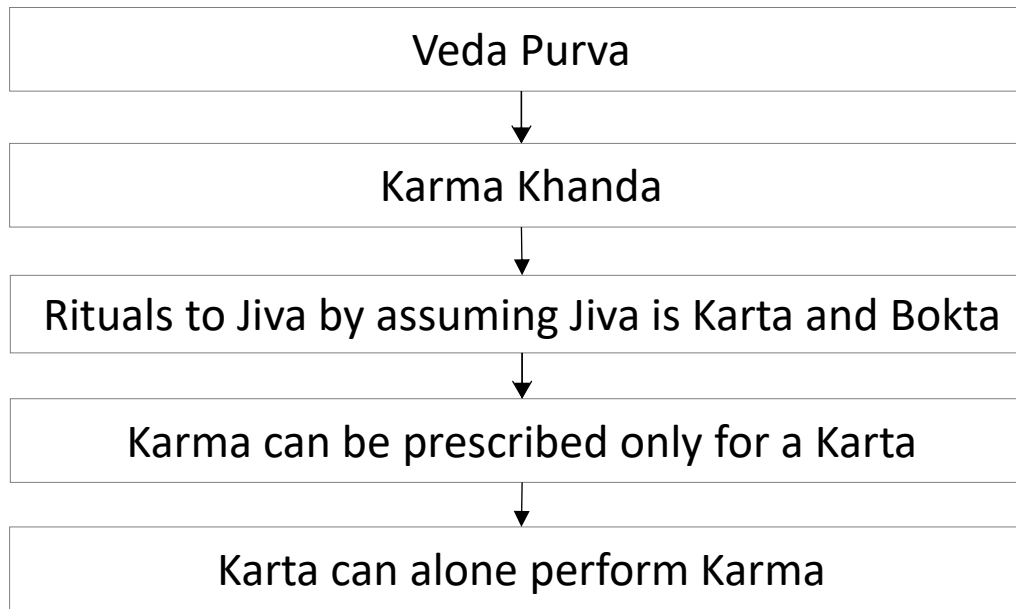 Veda Purva
Karma Khanda
Rituals to Jiva by assuming Jiva is Karta and Bokta
Karma can be prescribed only for a Karta
Karta can alone perform Karma